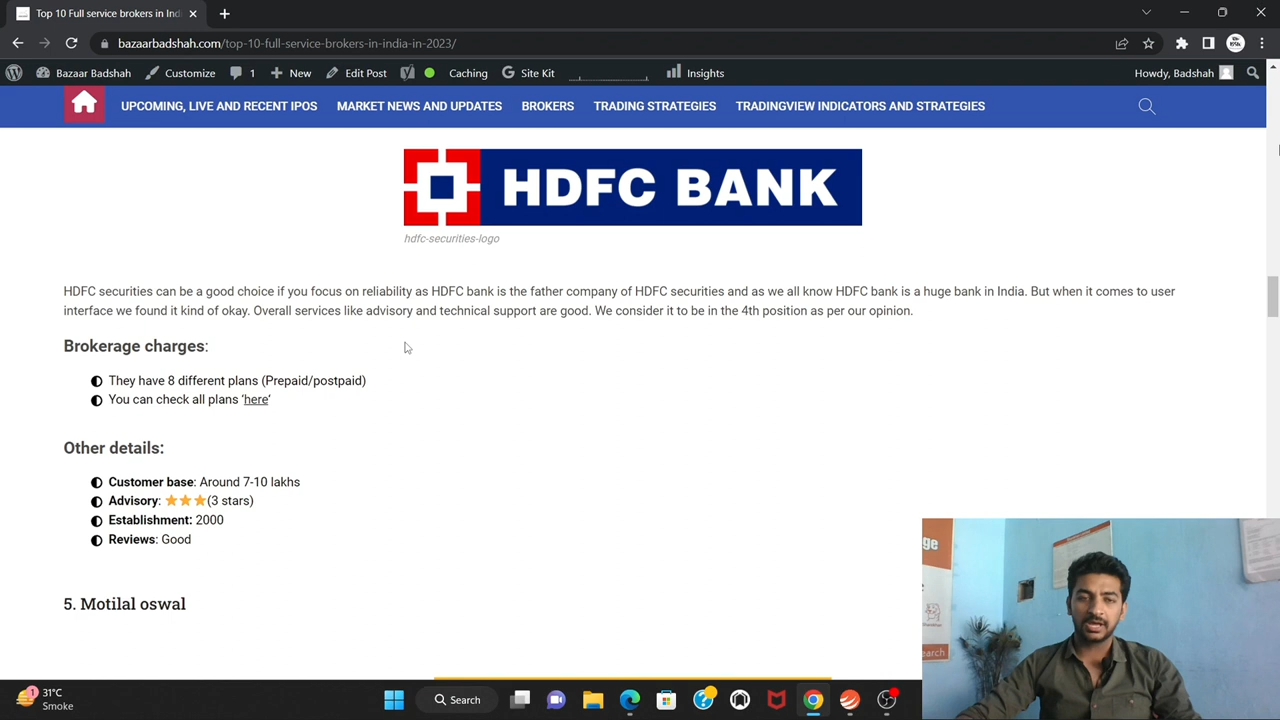 Top 10 Full service brokers in Indi
bazaarbadshah.com/top-10-full-service-brokers-in-india-in-2023/
Bazaar Badshah Customize 1 New Edit Post Caching Site Kit Insights Howdy, Badshah
UPCOMING, LIVE AND RECENT IPOS MARKET NEWS AND UPDATES BROKERS TRADING STRATEGIES TRADINGVIEW INDICATORS AND STRATEGIES
HDFC BANK
hdfc-securities-logo
HDFC securities can be a good choice if you focus on reliability as HDFC bank is the father company of HDFC securities and as we all know HDFC bank is a huge bank in India. But when it comes to user
interface we found it kind of okay. Overall services like advisory and technical support are good. We consider it to be in the 4th position as per our opinion.
Brokerage charges:
They have 8 different plans (Prepaid/postpaid)
You can check all plans ‘here’
Other details:
Customer base: Around 7-10 lakhs
Advisory: ⭐⭐⭐(3 stars)
Establishment: 2000
Reviews: Good
5. Motilal oswal
ge
search
1
31°C
Smoke
Search